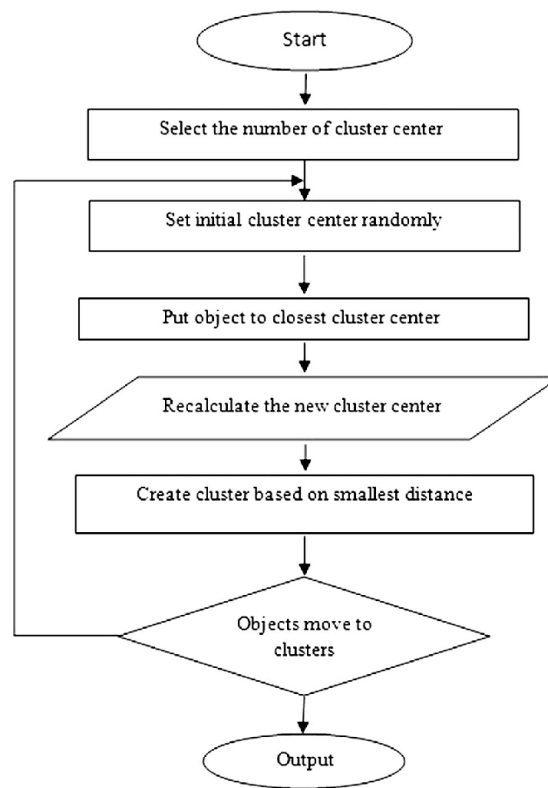 Start
Select the number of cluster center
Set initial cluster center randomly
Put object to closest cluster center
Recalculate the new cluster center
Create cluster based on smallest distance
Objects move to
clusters
Output